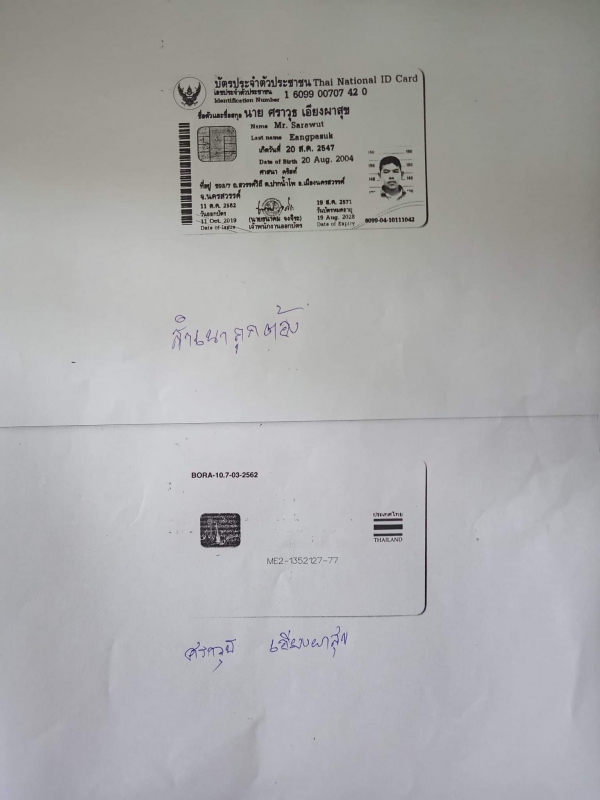 บัตรประจำตัวประชาชน Thai National ID Card
เลขประจำตัวประชาชน 1 6099 00707 42 0
Identification Number
ชื่อตัวและชื่อสกุล นาย ศราวุธ เอียงผาสุข
Name Mr. Sarawut
Last name Eangpasuk
เกิดวันที่ 20 ส.ค. 2547
Date of Birth 20 Aug. 2004
ศาสนา คริสต์
ที่อยู่ ถ.สวรรค์วิถี ต.ปากน้ำโพ อ.เมืองนครสวรรค์
จ.นครสวรรค์
11 ต.ค. 2562
วันออกบัตร
11 Oct. 2019
Date of Issue
เจ้าพนักงานออกบัตร
19 ส.ค. 2571
วันบัตรหมดอายุ
19 Aug. 2028
Date of Expiry
6099-04-10111042
สำเนาถูกต้อง
BORA-10.7-03-2562
ประเทศไทย
THAILAND
ME2-1352127-77
ศราวุธ เอียงผาสุข